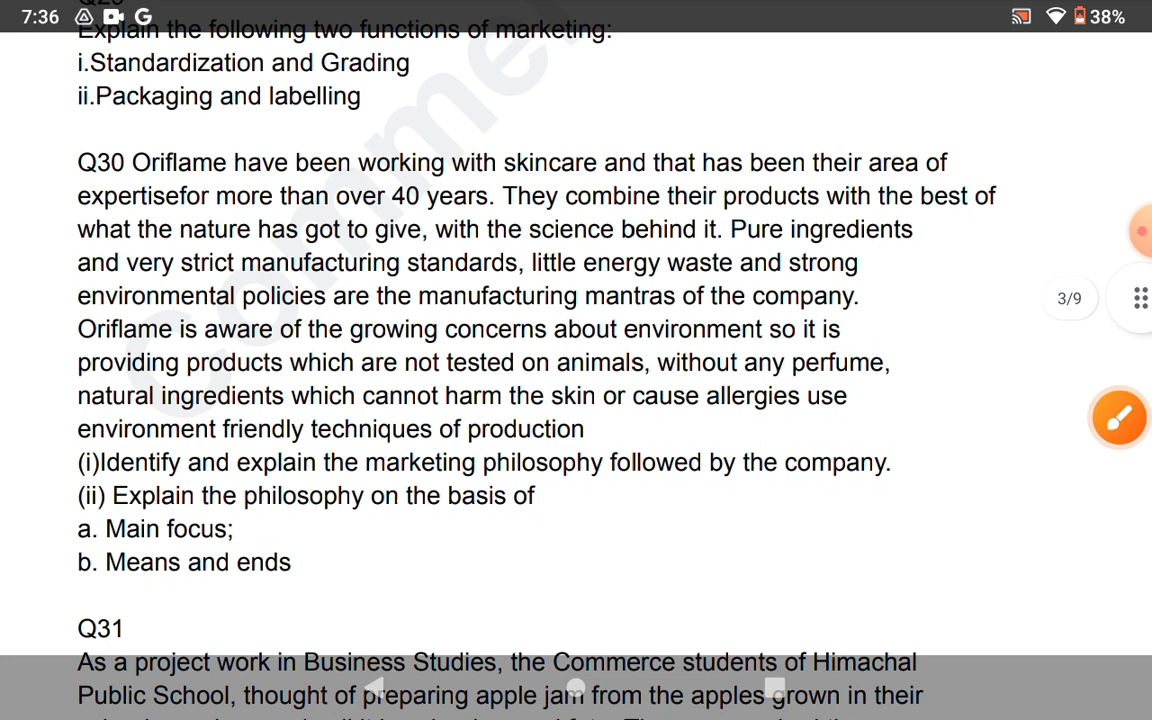 7:36 G 38%
Explain the following two functions of marketing:
i.Standardization and Grading
ii.Packaging and labelling
Q30 Oriflame have been working with skincare and that has been their area of
expertisefor more than over 40 years. They combine their products with the best of
what the nature has got to give, with the science behind it. Pure ingredients
and very strict manufacturing standards, little energy waste and strong
environmental policies are the manufacturing mantras of the company.
3/9
Oriflame is aware of the growing concerns about environment so it is
providing products which are not tested on animals, without any perfume,
natural ingredients which cannot harm the skin or cause allergies use
environment friendly techniques of production
(i)Identify and explain the marketing philosophy followed by the company.
(ii) Explain the philosophy on the basis of
a. Main focus;
b. Means and ends
Q31
As a project work in Business Studies, the Commerce students of Himachal
Public School, thought of preparing apple jam from the apples grown in their